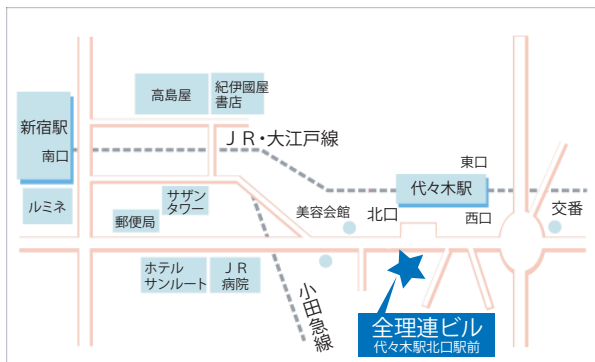 高島屋
紀伊國屋
書店
新宿駅
南口
ＪＲ・大江戸線
東口
代々木駅
ルミネ
サザン
タワー
郵便局
美容会館
北口
西口
交番
ホテル
サンルート
ＪＲ
病院
小田急線
全理連ビル
代々木駅北口駅前